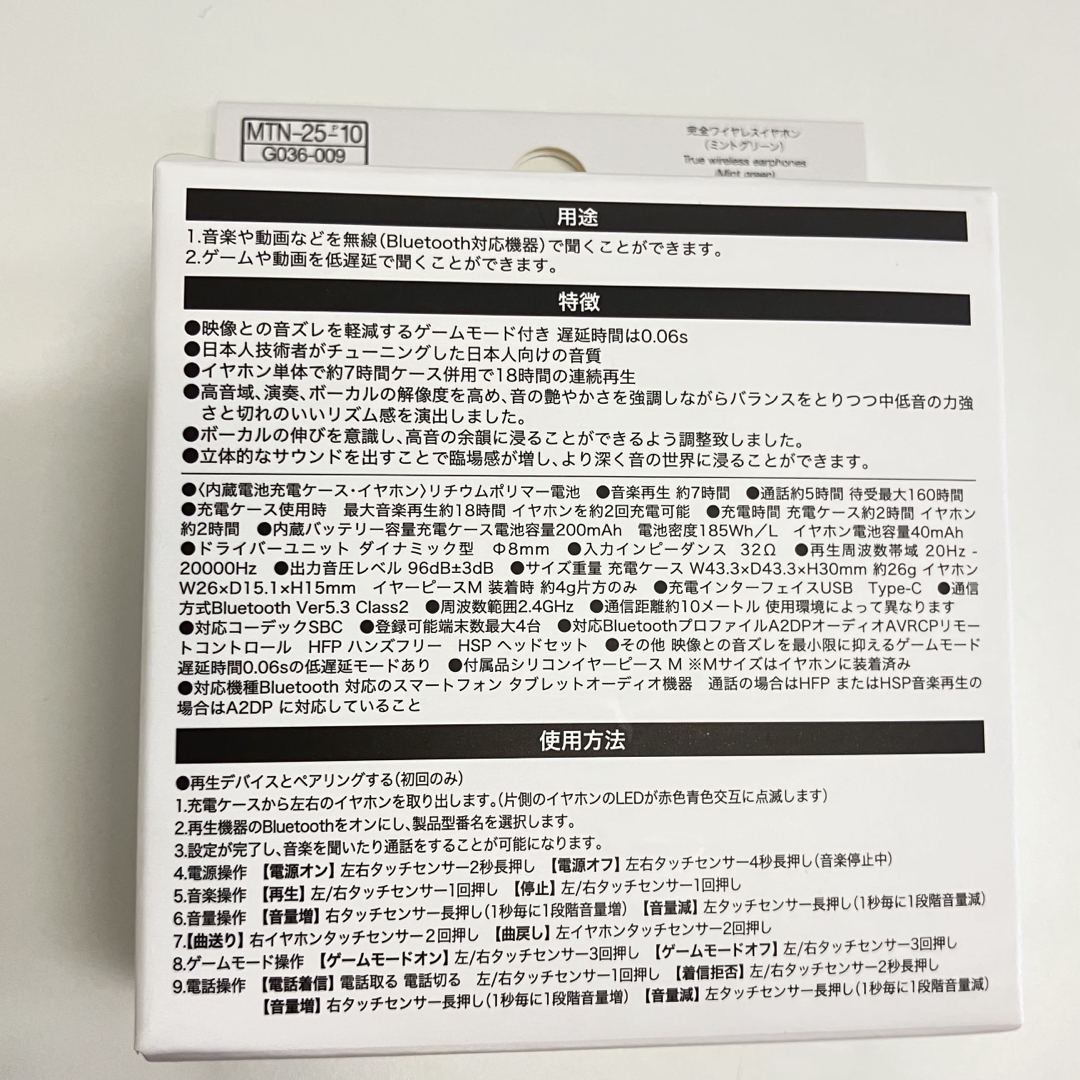 MTN-25-ﾃ-10
G036-009
完全ワイヤレスイヤホン
(ミントグリーン)
True wireless earphones
(Mint green)
用途
1.音楽や動画などを無線(Bluetooth対応機器)で聞くことができます。
2.ゲームや動画を低遅延で聞くことができます。
特徴
●映像との音ズレを軽減するゲームモード付き 遅延時間は0.06s
●日本人技術者がチューニングした日本人向けの音質
●イヤホン単体で約7時間ケース併用で18時間の連続再生
●高音域、演奏、ボーカルの解像度を高め、音の艶やかさを強調しながらバランスをとりつつ中低音の力強
さと切れのいいリズム感を演出しました。
●ボーカルの伸びを意識し、高音の余韻に浸ることができるよう調整致しました。
●立体的なサウンドを出すことで臨場感が増し、より深く音の世界に浸ることができます。
●〈内蔵電池充電ケース・イヤホン〉リチウムポリマー電池 ●音楽再生 約7時間 ●通話約5時間 待受最大160時間
●充電ケース使用時 最大音楽再生約18時間 イヤホンを約2回充電可能 ●充電時間 充電ケース約2時間 イヤホン
約2時間 ●内蔵バッテリー容量充電ケース電池容量200mAh 電池密度185Wh/L イヤホン電池容量40mAh
●ドライバーユニット ダイナミック型 Φ8mm ●入力インピーダンス 32Ω ●再生周波数帯域 20Hz -
20000Hz ●出力音圧レベル 96dB±3dB ●サイズ重量 充電ケース W43.3×D43.3×H30mm 約26g イヤホン
W26×D15.1×H15mm イヤーピースM 装着時 約4g片方のみ ●充電インターフェイスUSB Type-C ●通信
方式Bluetooth Ver5.3 Class2 ●周波数範囲2.4GHz ●通信距離約10メートル 使用環境によって異なります
●対応コーデックSBC ●登録可能端末数最大4台 ●対応BluetoothプロファイルA2DPオーディオAVRCPリモー
トコントロール HFP ハンズフリー HSP ヘッドセット ●その他 映像との音ズレを最小限に抑えるゲームモード
遅延時間0.06sの低遅延モードあり ●付属品シリコンイヤーピース M ※Mサイズはイヤホンに装着済み
●対応機種Bluetooth 対応のスマートフォン タブレットオーディオ機器 通話の場合はHFP またはHSP音楽再生の
場合はA2DP に対応していること
使用方法
●再生デバイスとペアリングする(初回のみ)
1.充電ケースから左右のイヤホンを取り出します。(片側のイヤホンのLEDが赤色青色交互に点滅します)
2.再生機器のBluetoothをオンにし、製品型番名を選択します。
3.設定が完了し、音楽を聞いたり通話をすることが可能になります。
4.電源操作 【電源オン】左右タッチセンサー2秒長押し 【電源オフ】左右タッチセンサー4秒長押し(音楽停止中)
5.音楽操作 【再生】左/右タッチセンサー1回押し 【停止】左/右タッチセンサー1回押し
6.音量操作 【音量増】右タッチセンサー長押し(1秒毎に1段階音量増) 【音量減】左タッチセンサー長押し(1秒毎に1段階音量減)
7.【曲送り】右イヤホンタッチセンサー2回押し 【曲戻し】左イヤホンタッチセンサー2回押し
8.ゲームモード操作 【ゲームモードオン】左/右タッチセンサー3回押し 【ゲームモードオフ】左/右タッチセンサー3回押し
9.電話操作 【電話着信】電話取る 電話切る 左/右タッチセンサー1回押し 【着信拒否】左/右タッチセンサー2秒長押し
【音量増】右タッチセンサー長押し(1秒毎に1段階音量増) 【音量減】左タッチセンサー長押し(1秒毎に1段階音量減)